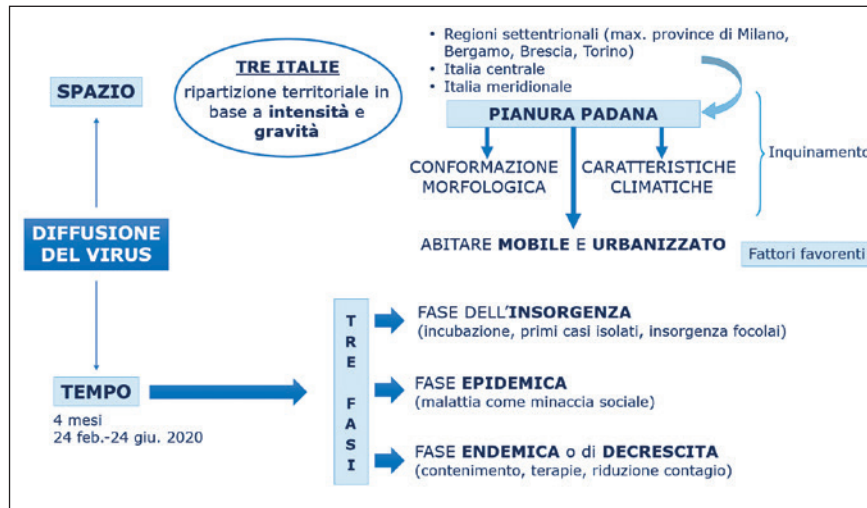 SPAZIO
TRE ITALIE
ripartizione territoriale in
base a intensità e
gravità
• Regioni settentrionali (max. province di Milano,
Bergamo, Brescia, Torino)
• Italia centrale
• Italia meridionale
PIANURA PADANA
CONFORMAZIONE
MORFOLOGICA
CARATTERISTICHE
CLIMATICHE
Inquinamento
ABITARE MOBILE E URBANIZZATO
Fattori favorenti
DIFFUSIONE
DEL VIRUS
TEMPO
4 mesi
24 feb.-24 giu. 2020
TRE FASI
FASE DELL'INSORGENZA
(incubazione, primi casi isolati, insorgenza focolai)
FASE EPIDEMICA
(malattia come minaccia sociale)
FASE ENDEMICA o di DECRESCITA
(contenimento, terapie, riduzione contagio)